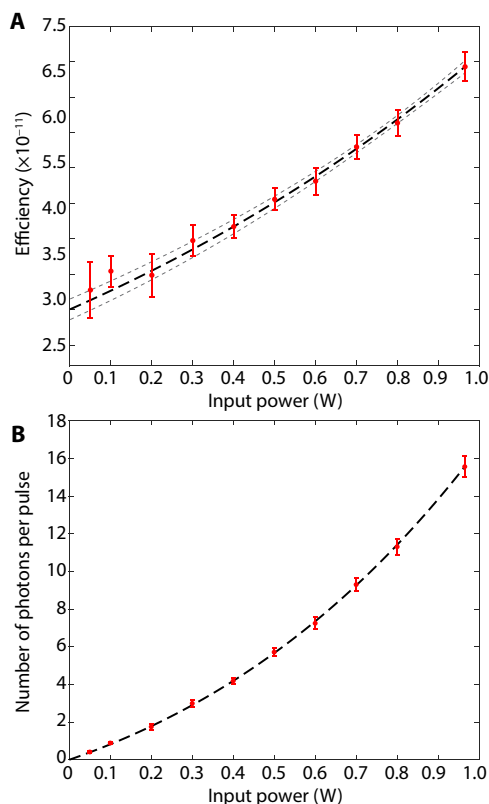 A
7.5
6.5
6.0
5.5
4.0
3.5
3.0
2.5
Efficiency (×10⁻¹¹)
0 0.1 0.2 0.3 0.4 0.5 0.6 0.7 0.8 0.9 1.0
Input power (W)
B
18
16
14
12
10
8
6
4
2
0
Number of photons per pulse
0 0.1 0.2 0.3 0.4 0.5 0.6 0.7 0.8 0.9 1.0
Input power (W)